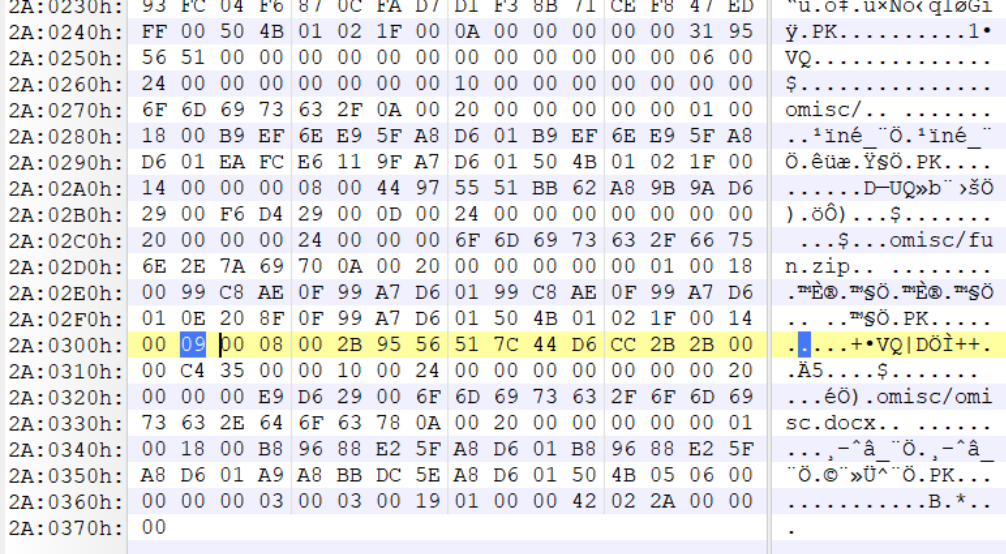 2A:0230h: 93 FC 04 F6 87 0C FA D7 D1 F3 8B 71 CE F8 47 ED “ü.ö‡.ú×Ñó‹qÎøGí
2A:0240h: FF 00 50 4B 01 02 1F 00 0A 00 00 00 00 00 31 95 ÿ.PK..........1•
2A:0250h: 56 51 00 00 00 00 00 00 00 00 00 00 00 00 06 00 VQ..............
2A:0260h: 24 00 00 00 00 00 00 00 10 00 00 00 00 00 00 00 $...............
2A:0270h: 6F 6D 69 73 63 2F 0A 00 20 00 00 00 00 00 01 00 omisc/.. .......
2A:0280h: 18 00 B9 EF 6E E9 5F A8 D6 01 B9 EF 6E E9 5F A8 ..¹ïné_¨Ö.¹ïné_¨
2A:0290h: D6 01 EA FC E6 11 9F A7 D6 01 50 4B 01 02 1F 00 Ö.êüæ.Ÿ§Ö.PK....
2A:02A0h: 14 00 00 00 08 00 44 97 55 51 BB 62 A8 9B 9A D6 ......D—UQ»b¨›šÖ
2A:02B0h: 29 00 F6 D4 29 00 0D 00 24 00 00 00 00 00 00 00 ).öÔ)...$.......
2A:02C0h: 20 00 00 00 24 00 00 00 6F 6D 69 73 63 2F 66 75 ...$...omisc/fu
2A:02D0h: 6E 2E 7A 69 70 0A 00 20 00 00 00 00 00 01 00 18 n.zip.. ........
2A:02E0h: 00 99 C8 AE 0F 99 A7 D6 01 99 C8 AE 0F 99 A7 D6 .™È®.™§Ö.™È®.™§Ö
2A:02F0h: 01 0E 20 8F 0F 99 A7 D6 01 50 4B 01 02 1F 00 14 .. ..™§Ö.PK.....
2A:0300h: 00 09 00 08 00 2B 95 56 51 7C 44 D6 CC 2B 2B 00 .....+•VQ|DÖÌ++.
2A:0310h: 00 C4 35 00 00 10 00 24 00 00 00 00 00 00 00 20 .Ä5....$.......
2A:0320h: 00 00 00 E9 D6 29 00 6F 6D 69 73 63 2F 6F 6D 69 ...éÖ).omisc/omi
2A:0330h: 73 63 2E 64 6F 63 78 0A 00 20 00 00 00 00 00 01 sc.docx.. ......
2A:0340h: 00 18 00 B8 96 88 E2 5F A8 D6 01 B8 96 88 E2 5F ...¸–ˆâ_¨Ö.¸–ˆâ_
2A:0350h: A8 D6 01 A9 A8 BB DC 5E A8 D6 01 50 4B 05 06 00 ¨Ö.©¨»Ü^¨Ö.PK...
2A:0360h: 00 00 00 03 00 03 00 19 01 00 00 42 02 2A 00 00 ...........B.*..
2A:0370h: 00 .